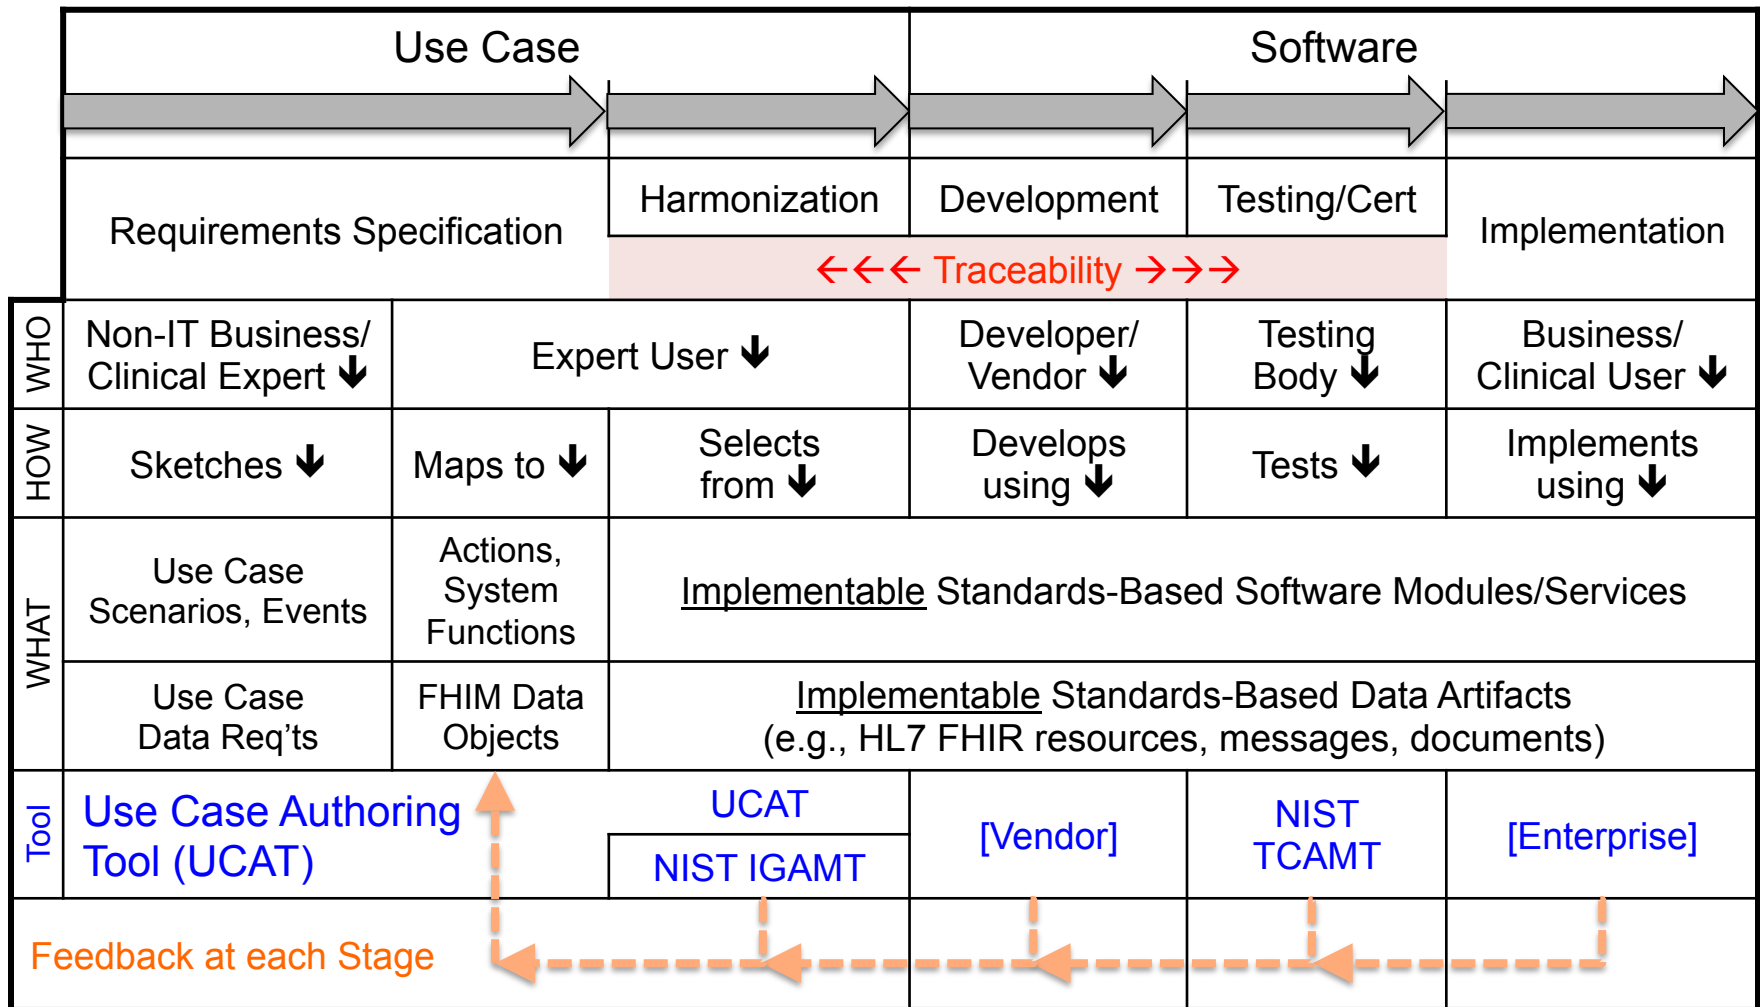 Use Case
Software
Requirements Specification
Harmonization
Development
Testing/Cert
Implementation
←←← Traceability →→→
WHO
Non-IT Business/
Clinical Expert ↓
Expert User ↓
Developer/
Vendor ↓
Testing
Body ↓
Business/
Clinical User ↓
HOW
Sketches ↓
Maps to ↓
Selects
from ↓
Develops
using ↓
Tests ↓
Implements
using ↓
WHAT
Use Case
Scenarios, Events
Actions,
System
Functions
Implementable Standards-Based Software Modules/Services
Use Case
Data Req'ts
FHIM Data
Objects
Implementable Standards-Based Data Artifacts
(e.g., HL7 FHIR resources, messages, documents)
Tool
Use Case Authoring
Tool (UCAT)
UCAT
NIST IGAMT
[Vendor]
NIST
TCAMT
[Enterprise]
Feedback at each Stage